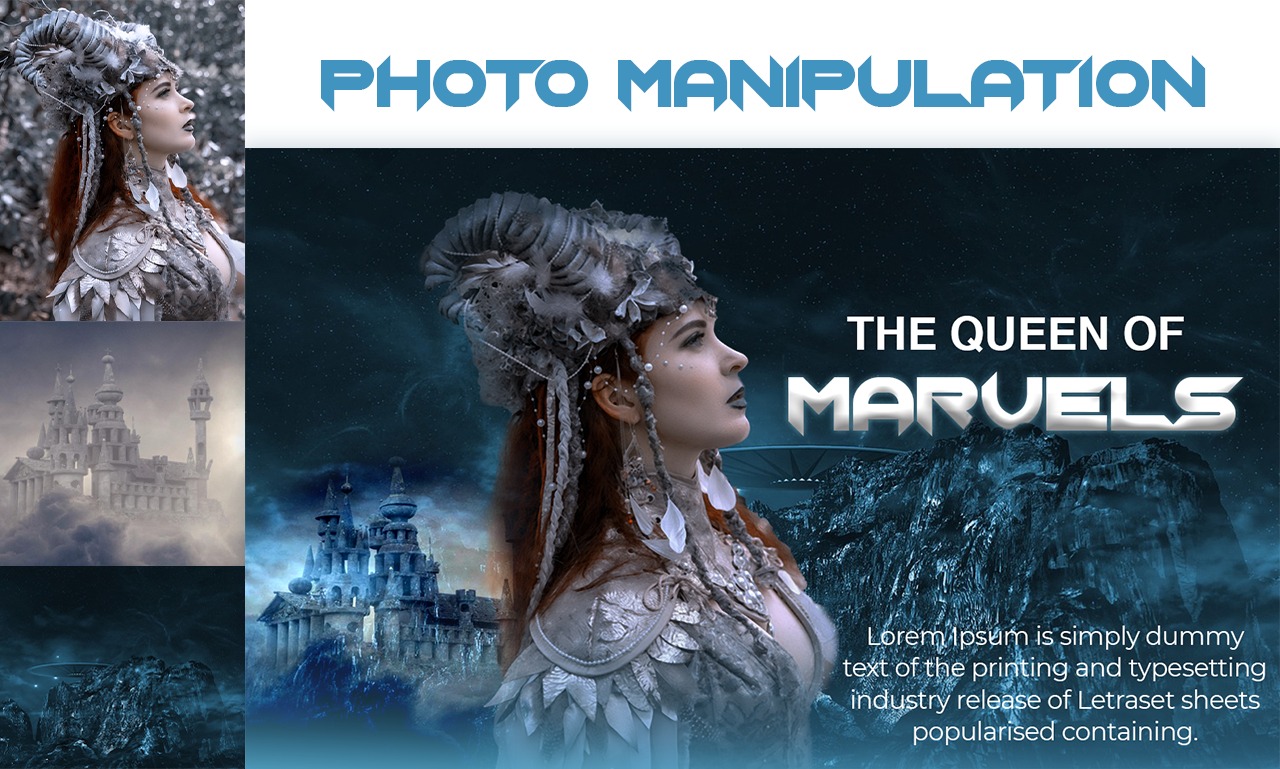 PHOTO MANIPULATION
THE QUEEN OF
MARVELS
Lorem Ipsum is simply dummy
text of the printing and typesetting
industry release of Letraset sheets
popularised containing.